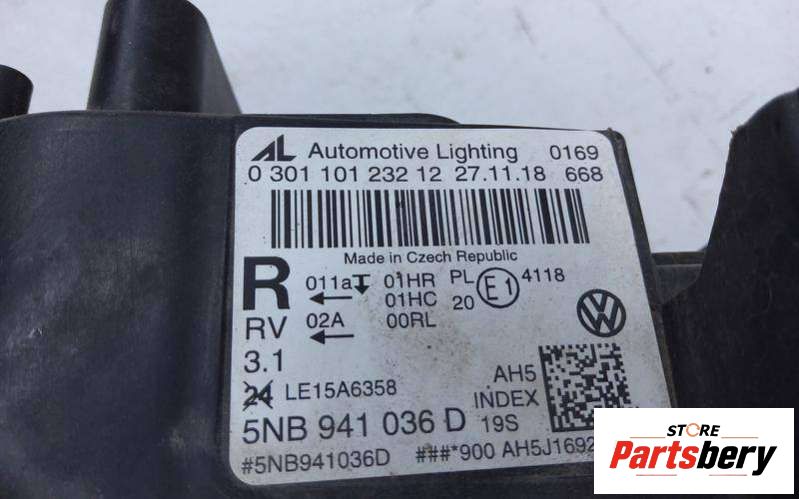 AL Automotive Lighting 0169
0 301 101 232 12 27.11.18 668
Made in Czech Republic
R 011a 01HR PL E1 4118
01HC 20
RV 02A 00RL
3.1
24 LE15A6358 AH5
INDEX
5NB 941 036 D 19S
#5NB941036D ###*900 AH5J1692
STORE
Partsbery